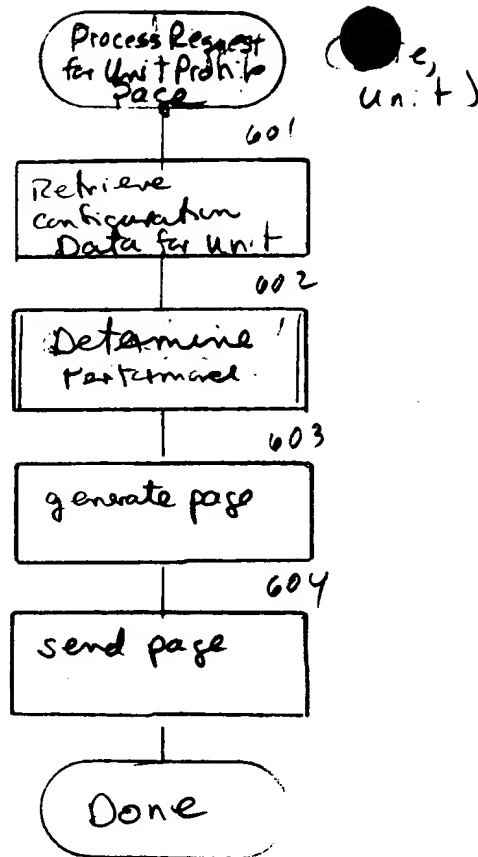 Process Request
for Unit Profile
Page
e,
unit)
601
Retrieve
configuration
Data for unit
602
Determine
Performance
603
generate page
604
send page
Done